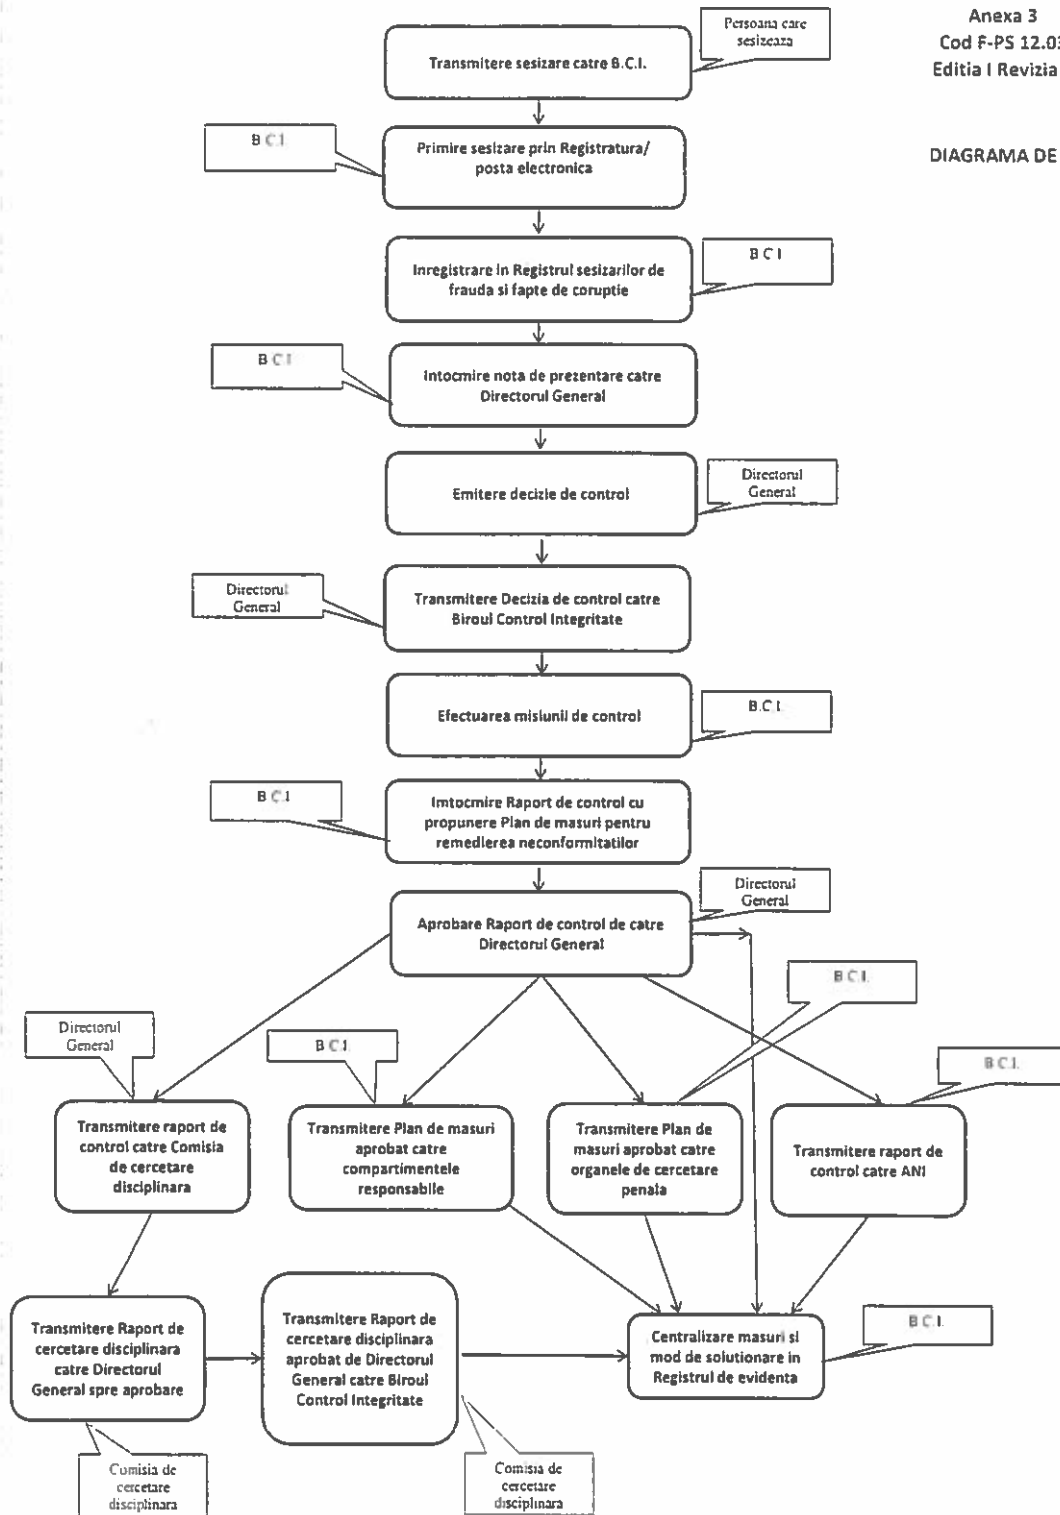 Anexa 3
Cod F-PS 12.03
Editia I Revizia
DIAGRAMA DE
Persoana care
sesizeaza
Transmitere sesizare catre B.C.I.
B C.I.
Primire sesizare prin Registratura/
posta electronica
B C I
Inregistrare in Registrul sesizarilor de
frauda si fapte de coruptie
B C I
Intocmire nota de prezentare catre
Directorul General
Directorul
General
Emitere decizie de control
Directorul
General
Transmitere Decizia de control catre
Biroul Control Integritate
B.C.I.
Efectuarea misiunii de control
B C.I
Imtocmire Raport de control cu
propunere Plan de masuri pentru
remedierea neconformitatilor
Directorul
General
Aprobare Raport de control de catre
Directorul General
B C.I.
Directorul
General
B C.I.
B C.I.
Transmitere raport de
control catre Comisia
de cercetare
disciplinara
Transmitere Plan de masuri
aprobat catre
compartimentele
responsabile
Transmitere Plan de
masuri aprobat catre
organele de cercetare
penala
Transmitere raport de
control catre ANI
Transmitere Raport de
cercetare disciplinara
catre Directorul
General spre aprobare
Transmitere Raport de
cercetare disciplinara
aprobat de Directorul
General catre Biroul
Control Integritate
Centralizare masuri si
mod de solutionare in
Registrul de evidenta
B C.I.
Comisia de
cercetare
disciplinara
Comisia de
cercetare
disciplinara